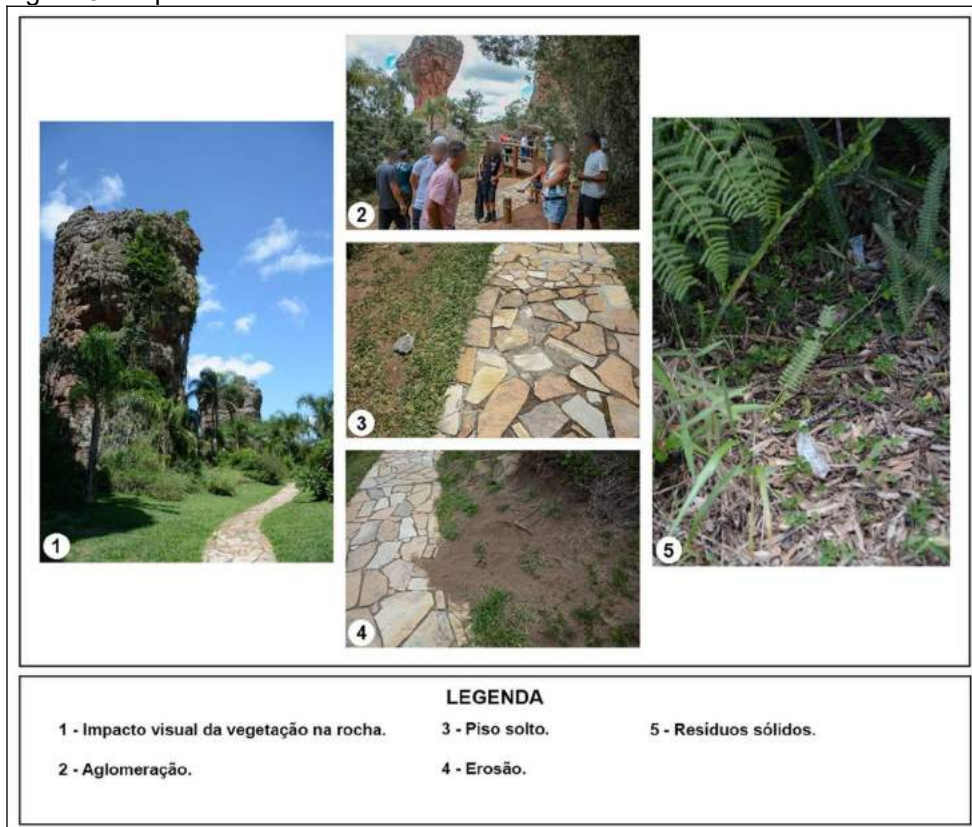 2
1
3
4
5
LEGENDA
1 - Impacto visual da vegetação na rocha.
3 - Piso solto.
5 - Resíduos sólidos.
2 - Aglomeração.
4 - Erosão.